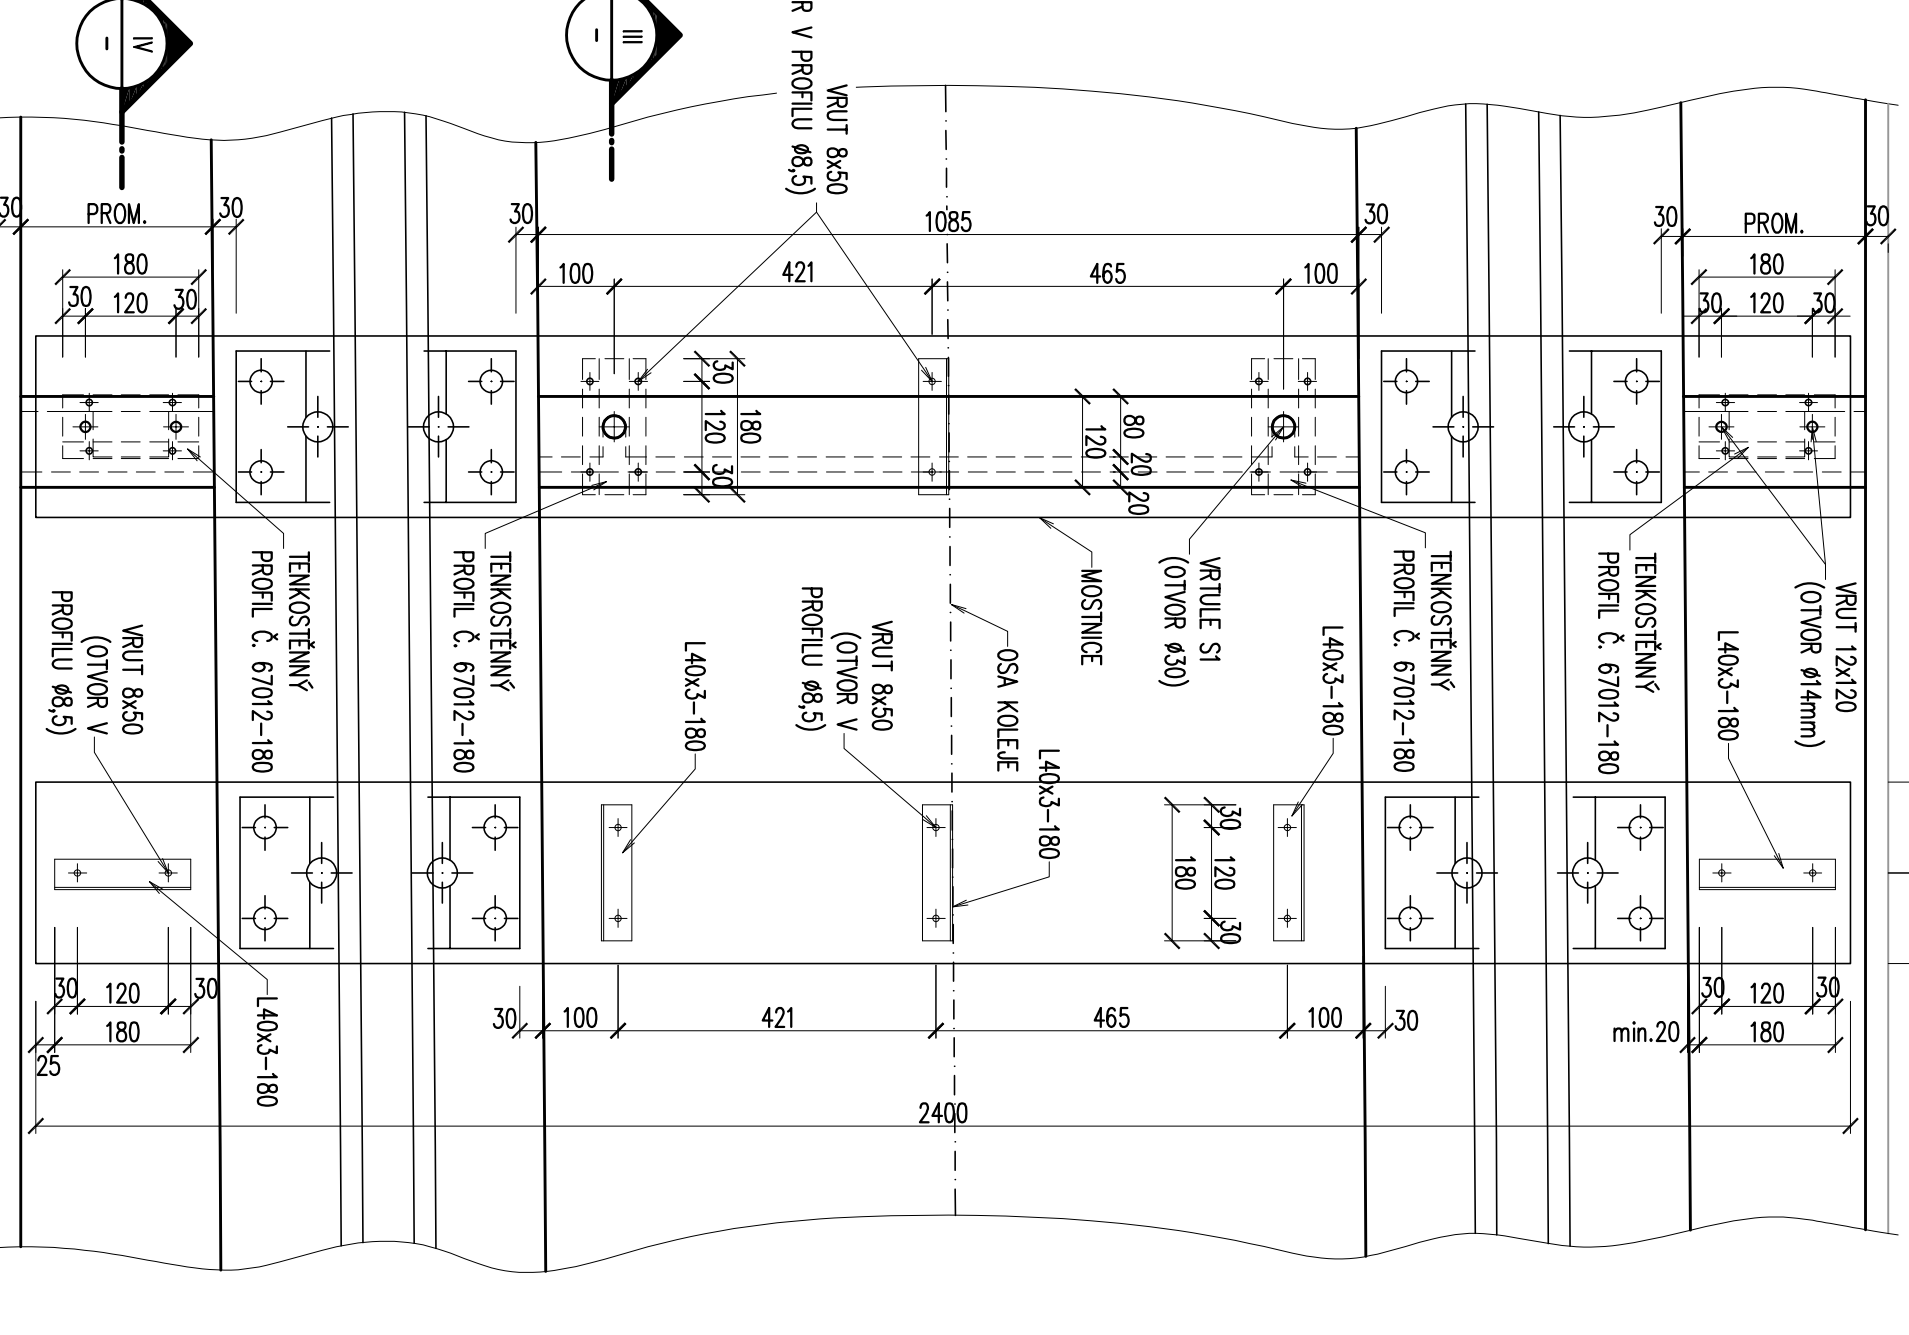 IV
-
III
-
VRUT 8x50
R V PROFILU ø8,5)
30
PROM.
30
30
1085
30
30
PROM.
30
180
100
421
465
100
180
30
120
30
30
120
30
30
120
30
180
80
20
20
120
TENKOSTĚNNÝ
PROFIL Č. 67012-180
TENKOSTĚNNÝ
PROFIL Č. 67012-180
MOSTNICE
VRTULE S1
(OTVOR ø30)
TENKOSTĚNNÝ
PROFIL Č. 67012-180
TENKOSTĚNNÝ
PROFIL Č. 67012-180
VRUT 12x120
(OTVOR ø14mm)
VRUT 8x50
(OTVOR V
PROFILU ø8,5)
L40x3-180
VRUT 8x50
(OTVOR V
PROFILU ø8,5)
OSA KOLEJE
L40x3-180
L40x3-180
L40x3-180
30
120
30
180
30
120
30
180
25
L40x3-180
30
100
421
465
100
30
30
120
30
min.20
180
2400